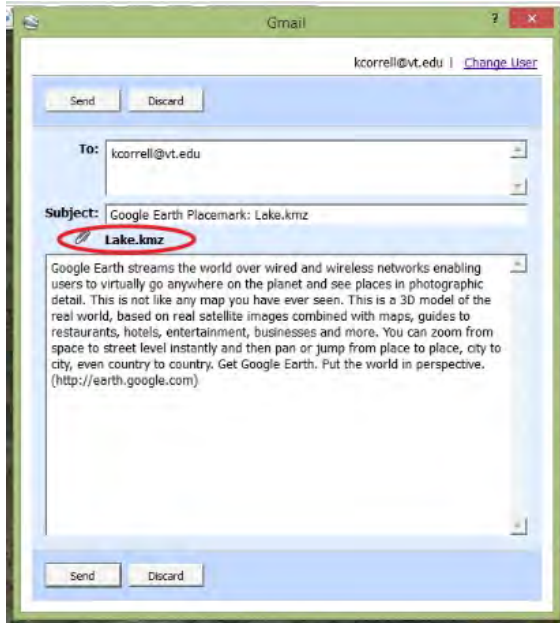 Gmail
?
kcorrell@vt.edu | Change User
Send Discard
To: kcorrell@vt.edu
Subject: Google Earth Placemark: Lake.kmz
Lake.kmz
Google Earth streams the world over wired and wireless networks enabling
users to virtually go anywhere on the planet and see places in photographic
detail. This is not like any map you have ever seen. This is a 3D model of the
real world, based on real satellite images combined with maps, guides to
restaurants, hotels, entertainment, businesses and more. You can zoom from
space to street level instantly and then pan or jump from place to place, city to
city, even country to country. Get Google Earth. Put the world in perspective.
(http://earth.google.com)
Send Discard